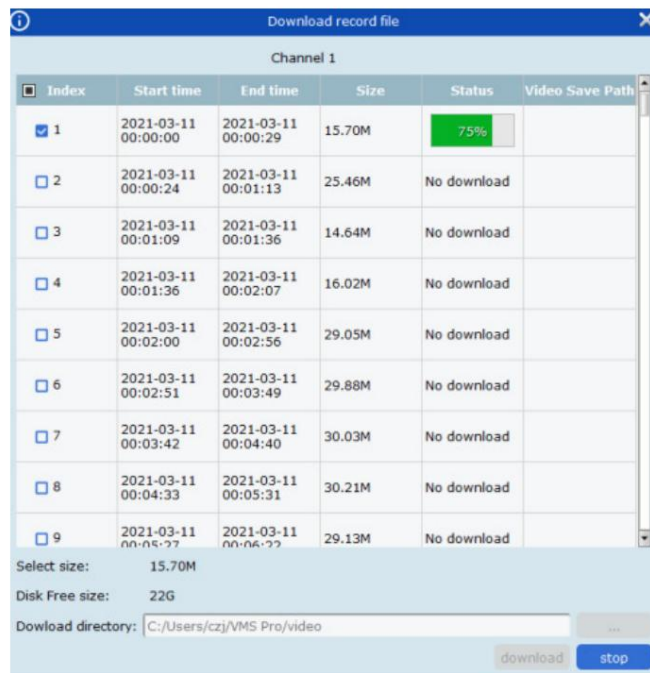 Download record file
Channel 1
Index Start time End time Size Status Video Save Path
1 2021-03-11 00:00:00 2021-03-11 00:00:29 15.70M 75%
2 2021-03-11 00:00:24 2021-03-11 00:01:13 25.46M No download
3 2021-03-11 00:01:09 2021-03-11 00:01:36 14.64M No download
4 2021-03-11 00:01:36 2021-03-11 00:02:07 16.02M No download
5 2021-03-11 00:02:00 2021-03-11 00:02:56 29.05M No download
6 2021-03-11 00:02:51 2021-03-11 00:03:49 29.88M No download
7 2021-03-11 00:03:42 2021-03-11 00:04:40 30.03M No download
8 2021-03-11 00:04:33 2021-03-11 00:05:31 30.21M No download
9 2021-03-11 00:05:27 2021-03-11 00:06:22 29.13M No download
Select size: 15.70M
Disk Free size: 22G
Dowload directory: C:/Users/czj/VMS Pro/video ...
download stop